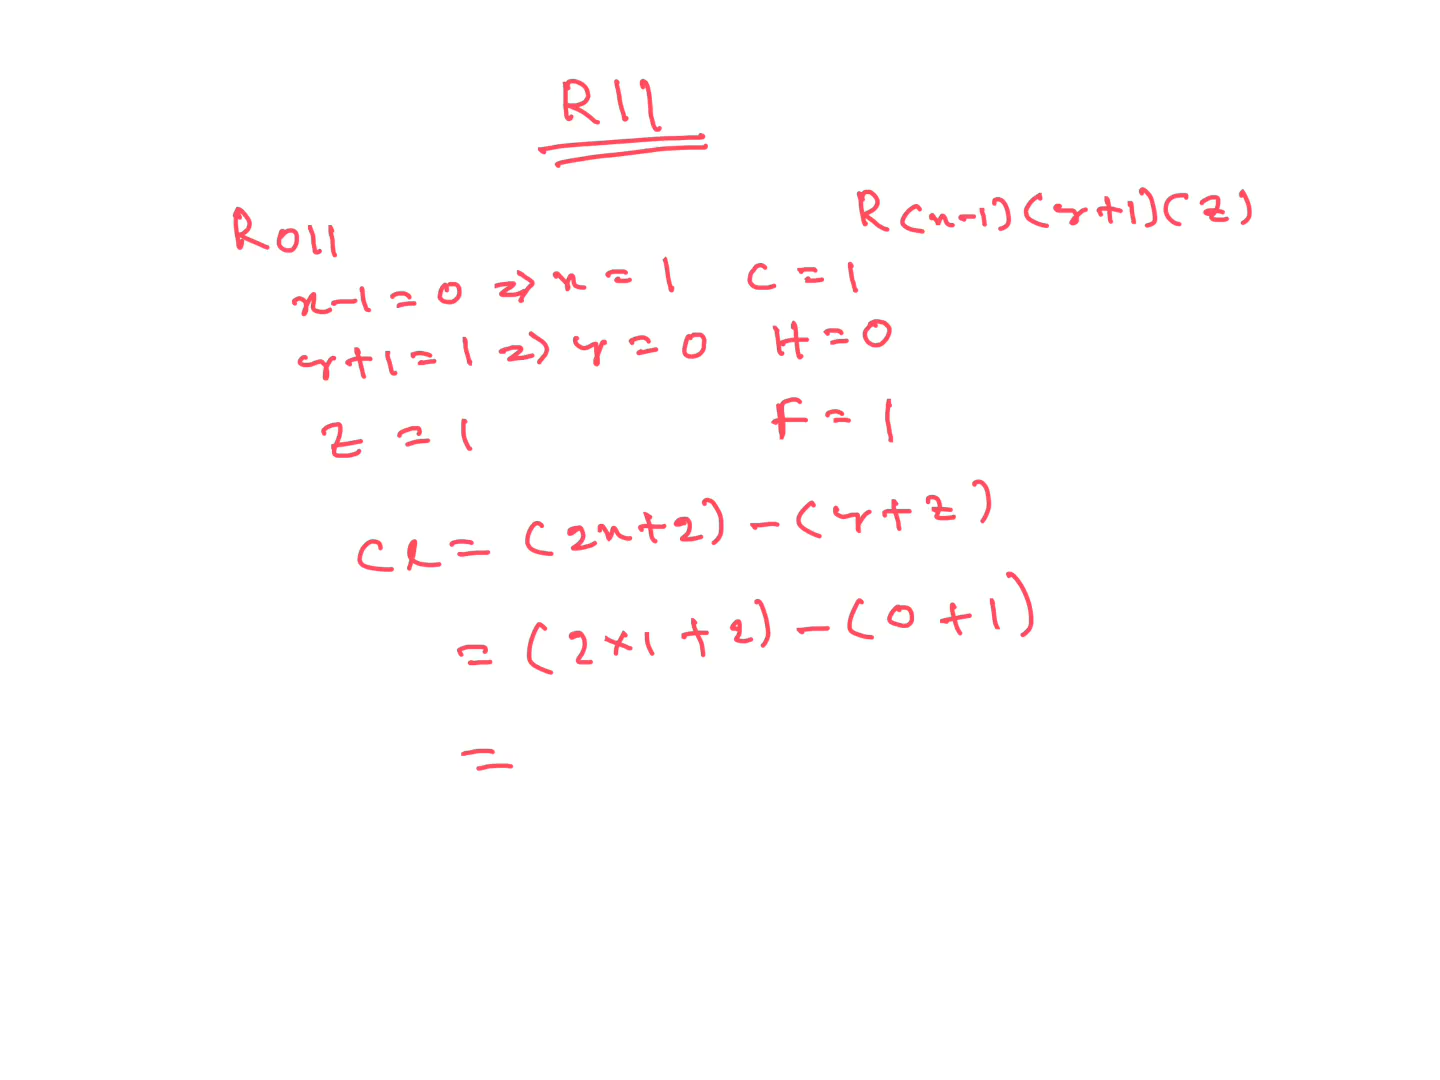 R11
R011
R(x-1)(y+1)(z)
x-1=0 => x=1 C=1
y+1=1 => y=0 H=0
z=1 F=1
Cl=(2x+2)-(y+z)
=(2×1+2)-(0+1)
=